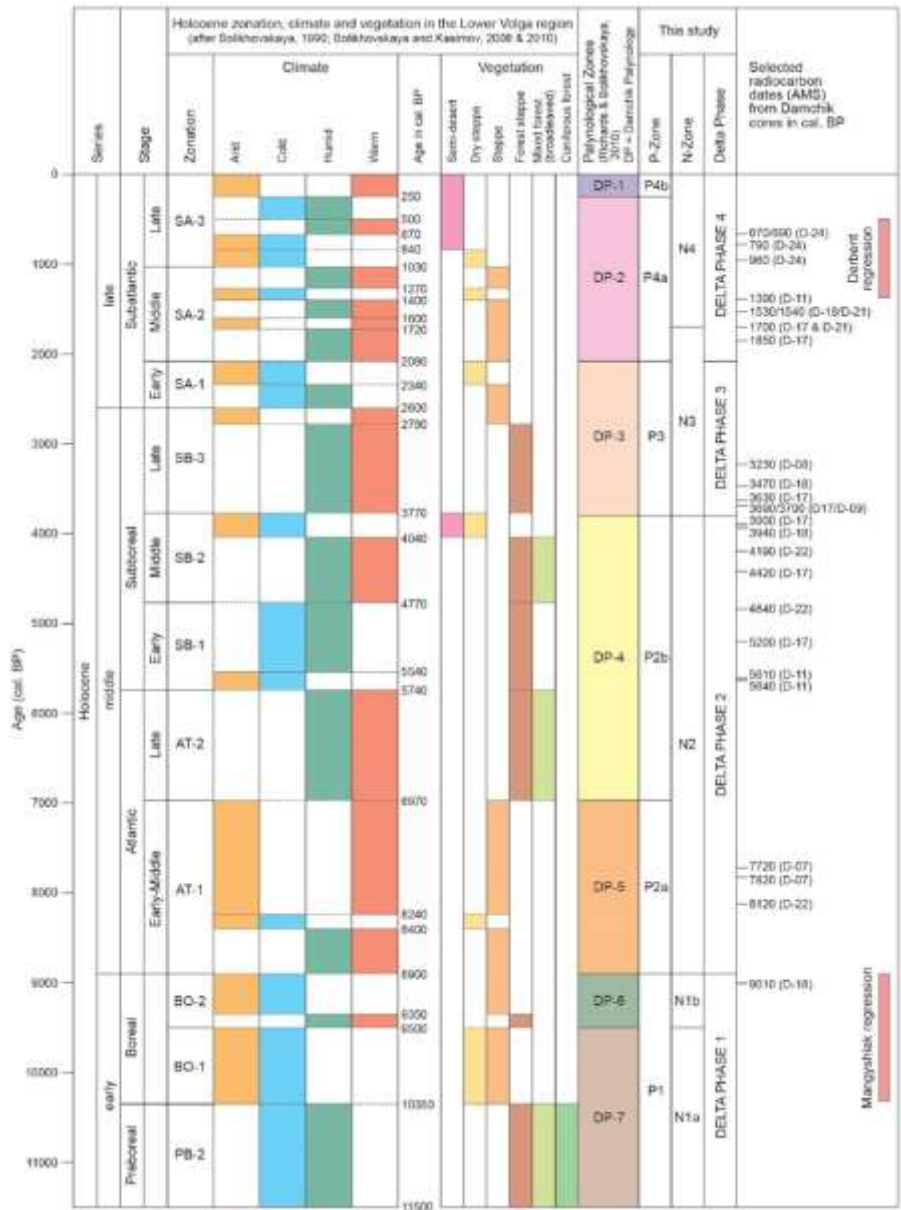 Holocene zonation, climate and vegetation in the Lower Volga region
(after Bolikhovskaya, 1990; Bolikhovskaya and Kasimov, 2008 & 2010)
This study
Climate
Vegetation
Series
Stage
Zonation
Arid
Cold
Humid
Warm
Age in cal. BP
Semi-desert
Dry steppe
Steppe
Forest steppe
Mixed forest
(broadleaved)
Coniferous forest
Palynological Zones
(Richards & Bolikhovskaya,
2010)
DP = Damchik Palynology
P-Zone
N-Zone
Delta Phase
Selected
radiocarbon
dates (AMS)
from Damchik
cores in cal. BP
Age (cal. BP)
0
1000
2000
3000
4000
5000
6000
7000
8000
9000
10000
11000
Holocene
late
middle
early
Subatlantic
Subboreal
Atlantic
Boreal
Preboreal
Late
Middle
Early
Late
Middle
Early
Late
Early-Middle
SA-3
SA-2
SA-1
SB-3
SB-2
SB-1
AT-2
AT-1
BO-2
BO-1
PB-2
250
500
670
840
1030
1270
1400
1600
1720
2090
2340
2600
2790
3770
4040
4770
5540
5740
6970
8240
8400
8900
9350
9500
10350
11500
DP-1
DP-2
DP-3
DP-4
DP-5
DP-6
DP-7
P4b
P4a
P3
P2b
P2a
P1
N4
N3
N2
N1b
N1a
DELTA PHASE 4
DELTA PHASE 3
DELTA PHASE 2
DELTA PHASE 1
670/690 (D-24)
790 (D-24)
980 (D-24)
1390 (D-11)
1530/1540 (D-18/D-21)
1700 (D-17 & D-21)
1850 (D-17)
3230 (D-08)
3470 (D-18)
3630 (D-17)
3690/3700 (D17/D-09)
3900 (D-17)
3940 (D-18)
4190 (D-22)
4420 (D-17)
4840 (D-22)
5200 (D-17)
5610 (D-11)
5640 (D-11)
7720 (D-07)
7820 (D-07)
8120 (D-22)
9010 (D-18)
Derbent
regression
Mangyshlak regression